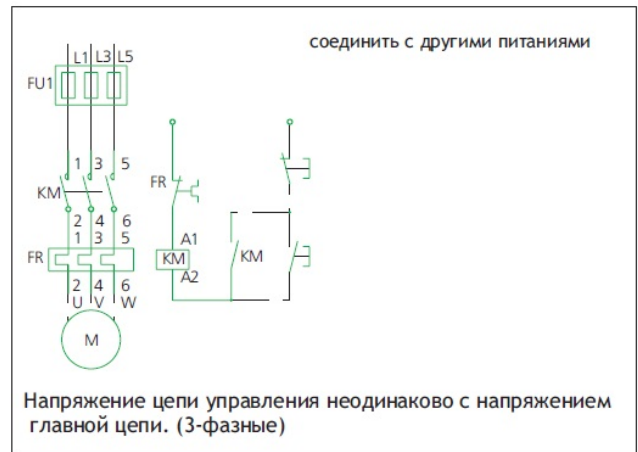 соединить с другими питаниями
L1 L3 L5
FU1
1 3 5
KM
2 4 6
1 3 5
FR
2 4 6
U V W
M
FR
A1
KM
A2
KM
Напряжение цепи управления неодинаково с напряжением
главной цепи. (3-фазные)